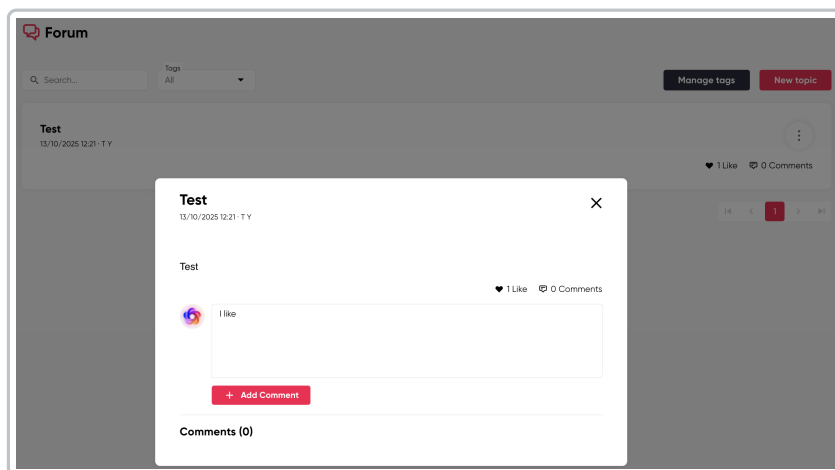 Forum
Search...
Tags
All
Manage tags
New topic
Test
13/10/2025 12:21 · T Y
1 Like
0 Comments
1
Test
13/10/2025 12:21 · T Y
Test
1 Like
0 Comments
I like
+ Add Comment
Comments (0)